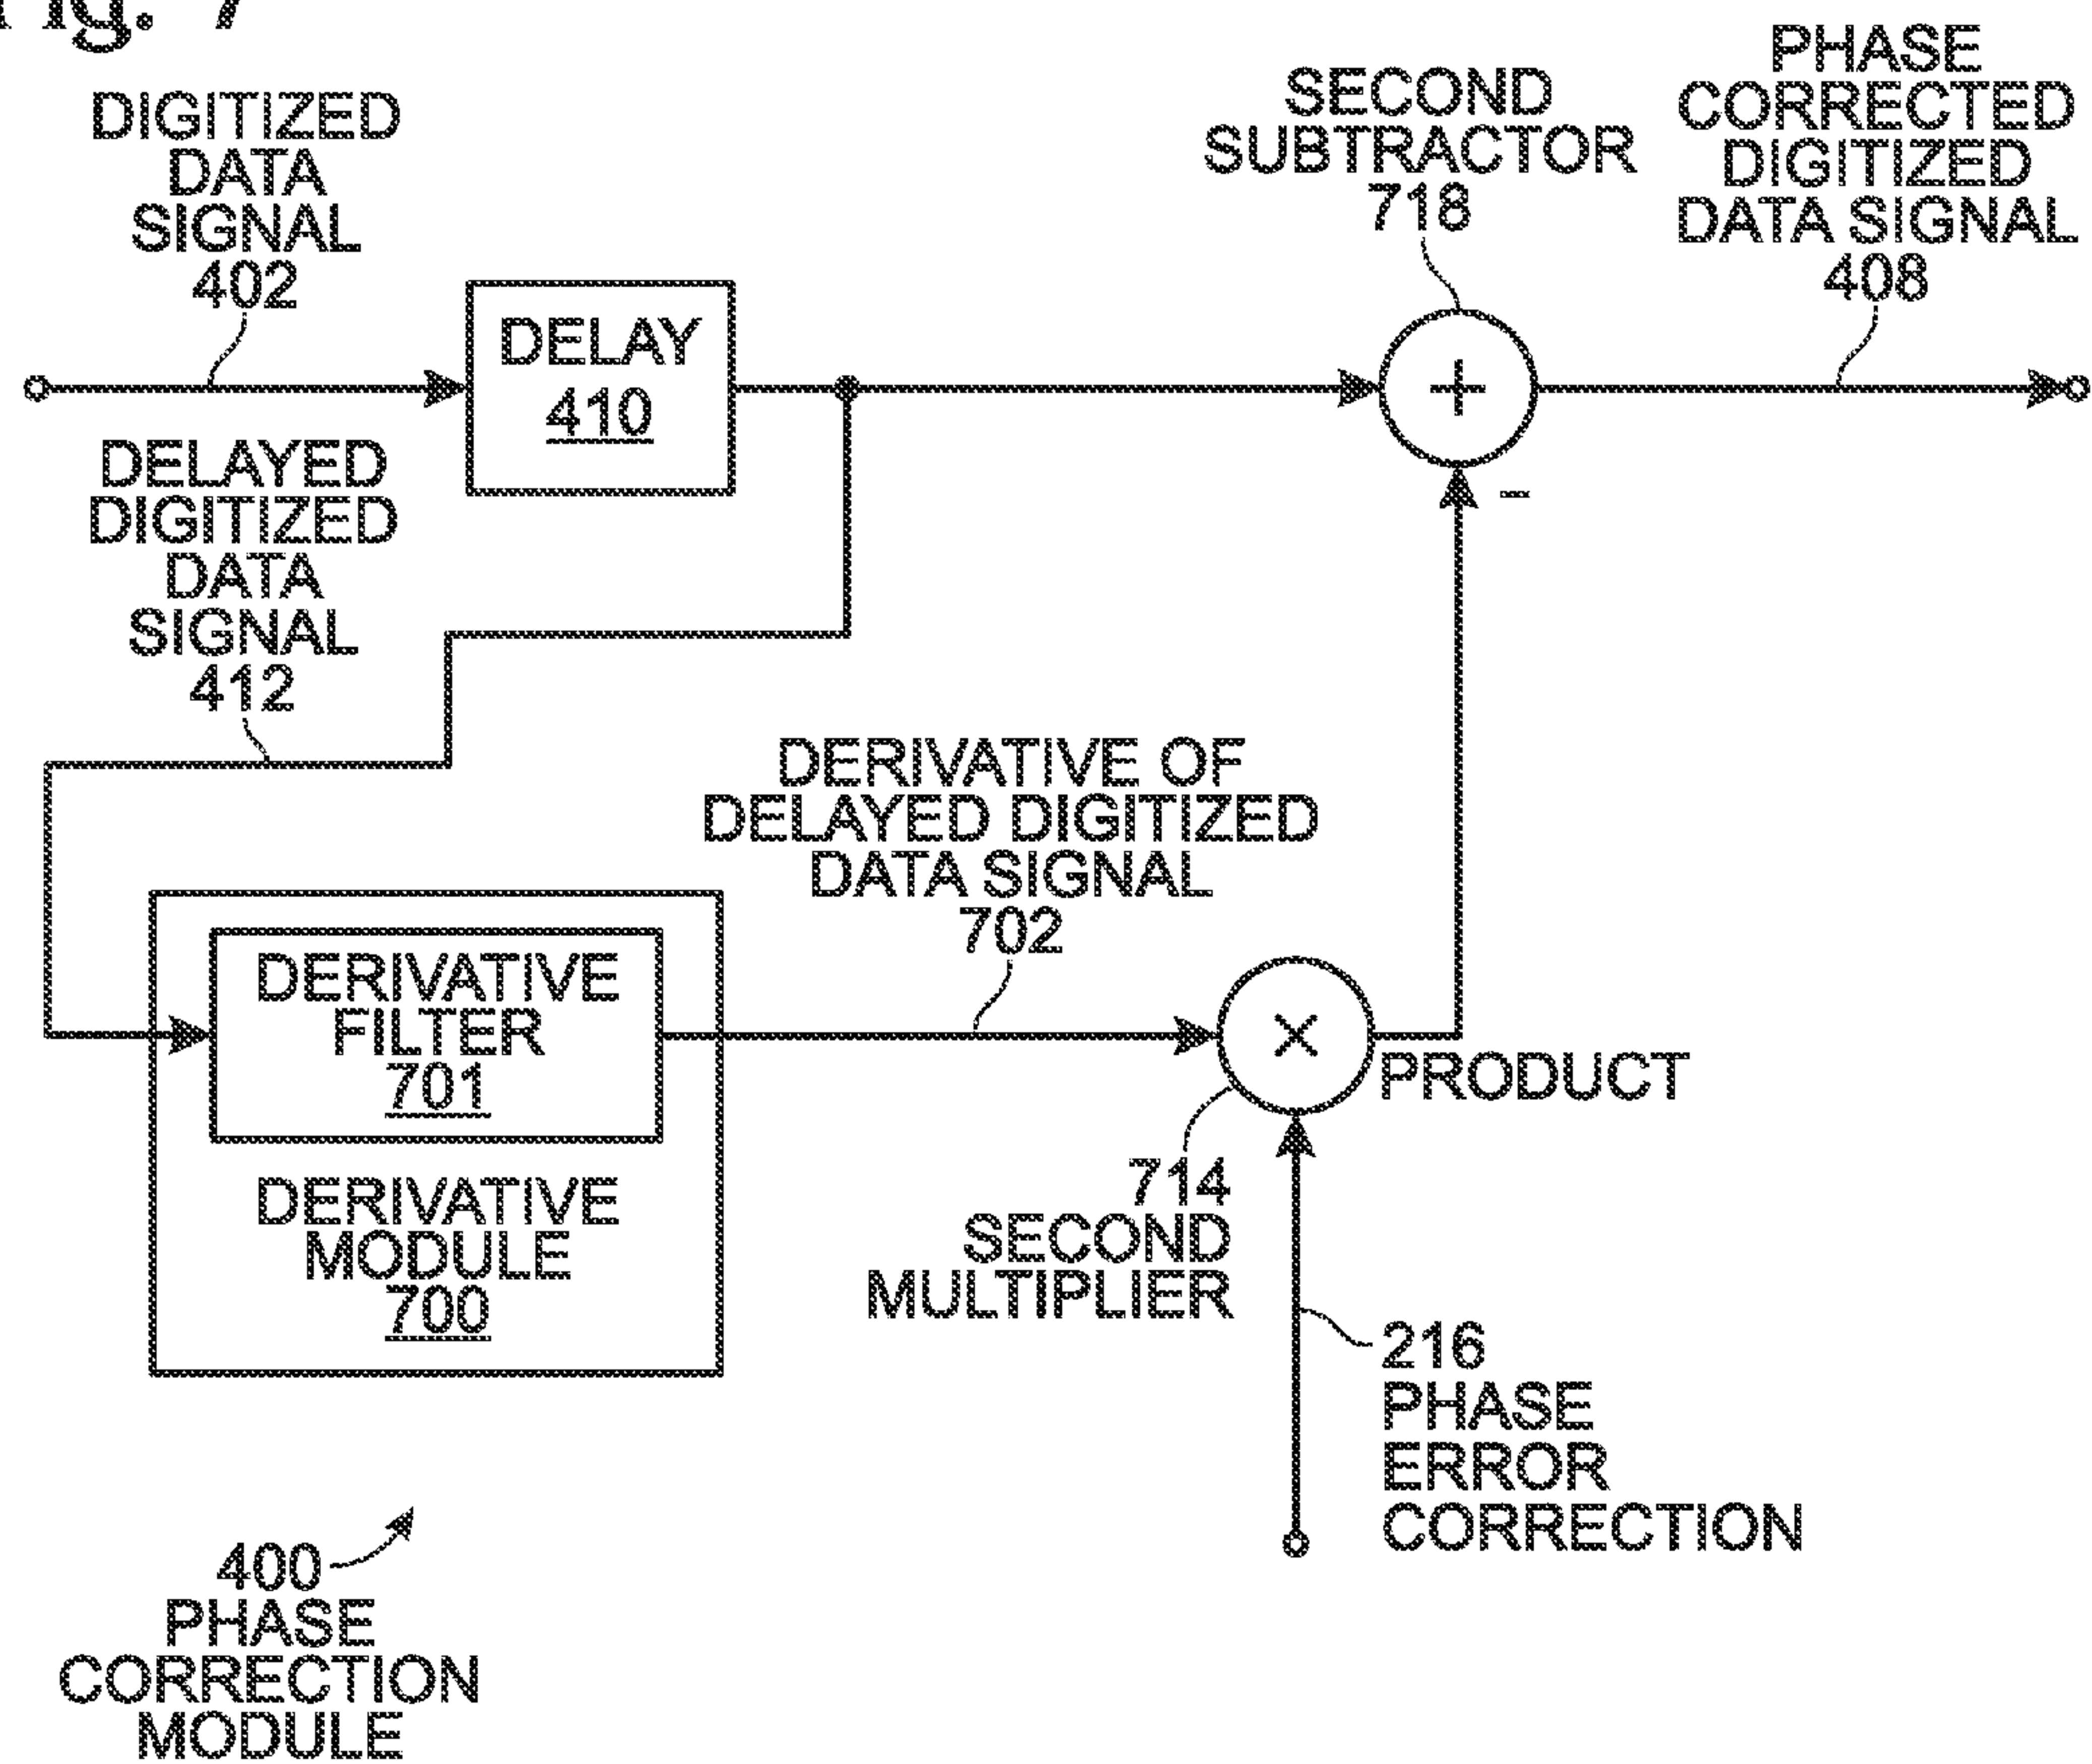 Fig. 7
DIGITIZED
DATA
SIGNAL
402
DELAY
410
SECOND
SUBTRACTOR
718
+
-
PHASE
CORRECTED
DIGITIZED
DATA SIGNAL
408
DELAYED
DIGITIZED
DATA
SIGNAL
412
DERIVATIVE OF
DELAYED DIGITIZED
DATA SIGNAL
702
DERIVATIVE
FILTER
701
DERIVATIVE
MODULE
700
×
PRODUCT
714
SECOND
MULTIPLIER
216
PHASE
ERROR
CORRECTION
400
PHASE
CORRECTION
MODULE